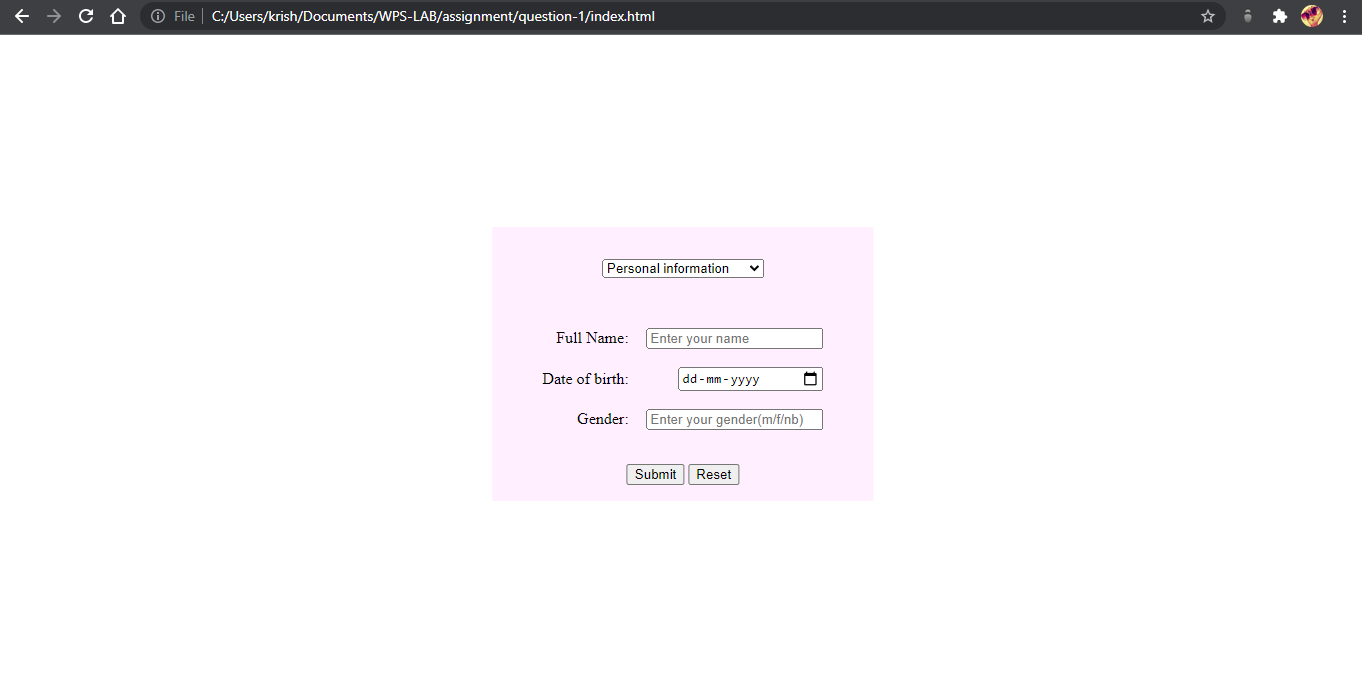 File C:/Users/krish/Documents/WPS-LAB/assignment/question-1/index.html
Personal information
Full Name: Enter your name
Date of birth: dd-mm-yyyy
Gender: Enter your gender(m/f/nb)
Submit Reset